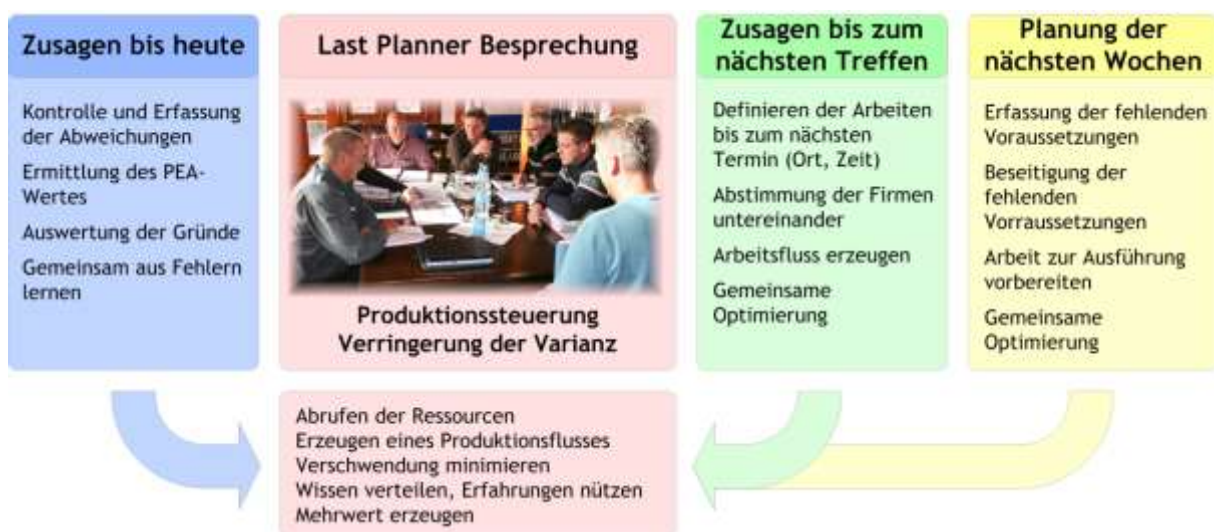 Zusagen bis heute
Kontrolle und Erfassung
der Abweichungen
Ermittlung des PEA-
Wertes
Auswertung der Gründe
Gemeinsam aus Fehlern
lernen
Last Planner Besprechung
Produktionssteuerung
Verringerung der Varianz
Zusagen bis zum
nächsten Treffen
Definieren der Arbeiten
bis zum nächsten
Termin (Ort, Zeit)
Abstimmung der Firmen
untereinander
Arbeitsfluss erzeugen
Gemeinsame
Optimierung
Planung der
nächsten Wochen
Erfassung der fehlenden
Voraussetzungen
Beseitigung der
fehlenden
Vorraussetzungen
Arbeit zur Ausführung
vorbereiten
Gemeinsame
Optimierung
Abrufen der Ressourcen
Erzeugen eines Produktionsflusses
Verschwendung minimieren
Wissen verteilen, Erfahrungen nützen
Mehrwert erzeugen